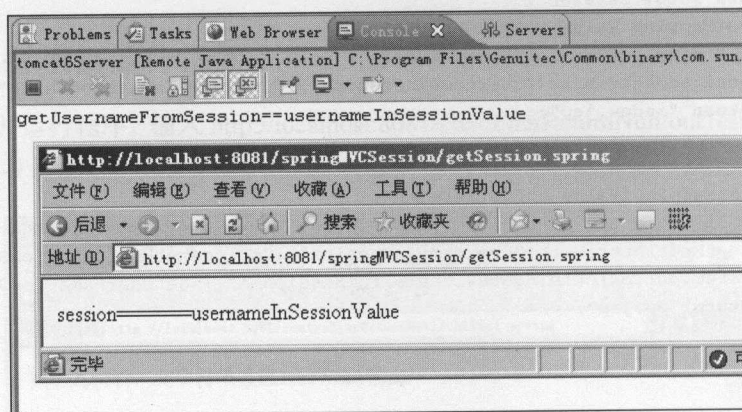 Problems Tasks Web Browser Console Servers
tomcat6Server [Remote Java Application] C:\Program Files\Genuitec\Common\binary\com.sun.
getUsernameFromSession==usernameInSessionValue
http://localhost:8081/springMVCSession/getSession.spring
文件(F) 编辑(E) 查看(V) 收藏(A) 工具(T) 帮助(H)
后退 搜索 收藏夹
地址(D) http://localhost:8081/springMVCSession/getSession.spring
session=======usernameInSessionValue
完毕